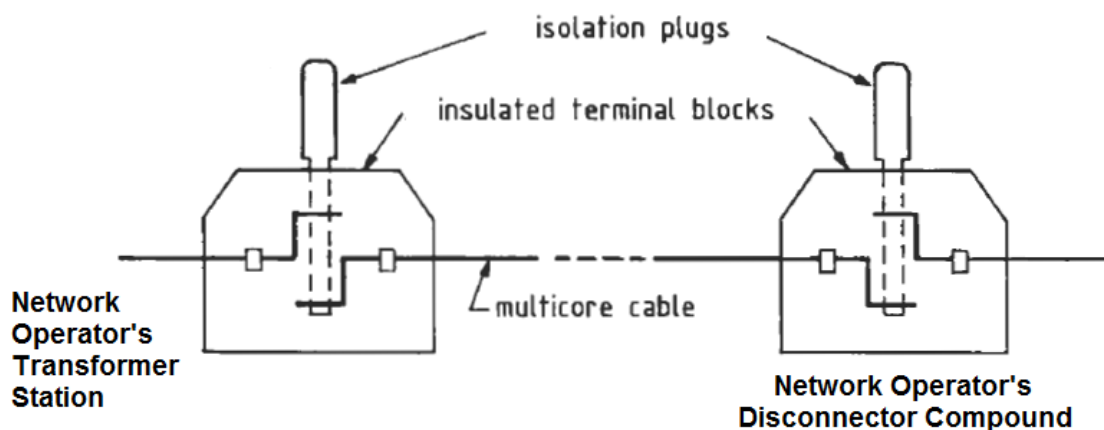 isolation plugs
insulated terminal blocks
multicore cable
Network
Operator's
Transformer
Station
Network Operator's
Disconnector Compound